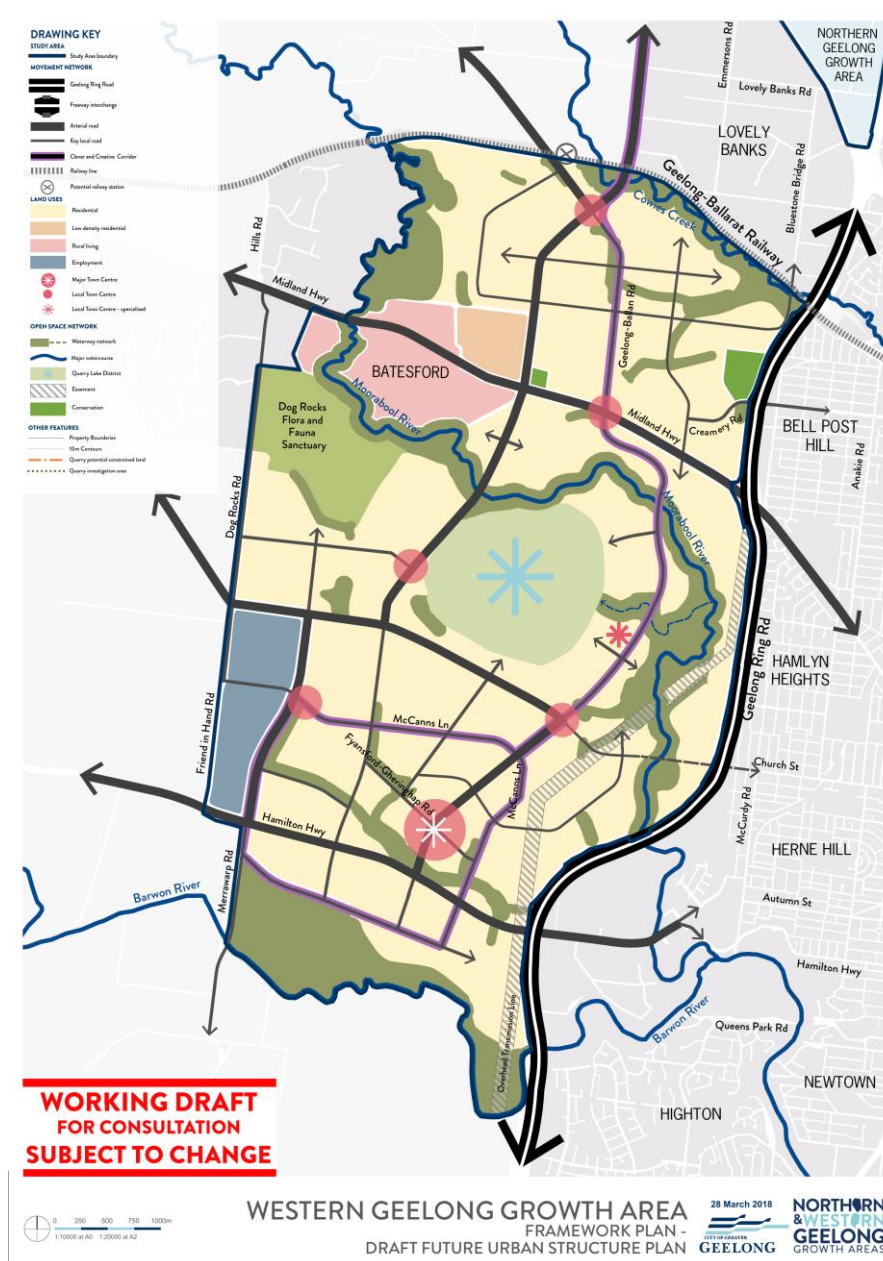 DRAWING KEY
STUDY AREA
Study Area boundary
MOVEMENT NETWORK
Geelong Ring Road
Freeway interchange
Arterial road
Key local road
Clever and Creative Corridor
Railway line
Potential railway station
LAND USES
Residential
Low density residential
Rural living
Employment
Major Town Centre
Local Town Centre
Local Town Centre - specialised
OPEN SPACE NETWORK
Waterway network
Major watercourse
Quarry Lake District
Easement
Conservation
OTHER FEATURES
Property Boundaries
10m Contours
Quarry potential constrained land
Quarry investigation area
NORTHERN
GEELONG
GROWTH
AREA
Emmersons Rd
Lovely Banks Rd
LOVELY
BANKS
Bluestone Bridge Rd
Geelong-Ballarat Railway
Cowies Creek
Hills Rd
Midland Hwy
Geelong-Ballan Rd
BATESFORD
Moorabool River
Dog Rocks
Flora and
Fauna
Sanctuary
Midland Hwy
Creamery Rd
BELL POST
HILL
Anakie Rd
Dog Rocks Rd
Moorabool River
Geelong Ring Rd
HAMLYN
HEIGHTS
Friend in Hand Rd
McCanns Ln
Fyansford-Gheringhap Rd
McCanns Ln
Church St
McCurdy Rd
Hamilton Hwy
HERNE HILL
Merrawarp Rd
Barwon River
Autumn St
Hamilton Hwy
Overhead Transmission Line
Barwon River
Queens Park Rd
NEWTOWN
HIGHTON
WORKING DRAFT
FOR CONSULTATION
SUBJECT TO CHANGE
0 250 500 750 1000m
1:10000 at A0 1:20000 at A2
WESTERN GEELONG GROWTH AREA
FRAMEWORK PLAN -
DRAFT FUTURE URBAN STRUCTURE PLAN
28 March 2018
CITY OF GREATER
GEELONG
NORTHERN
&WESTERN
GEELONG
GROWTH AREAS